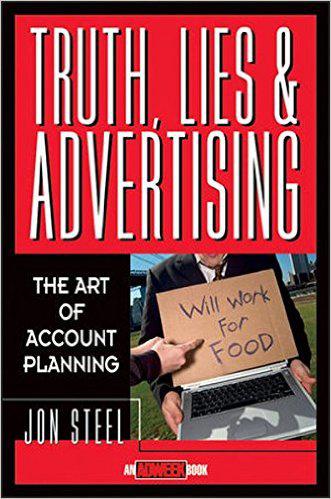 TRUTH, LIES &
ADVERTISING
THE ART
OF
ACCOUNT
PLANNING
Will Work
For
FOOD
JON STEEL
AN ADWEEK BOOK